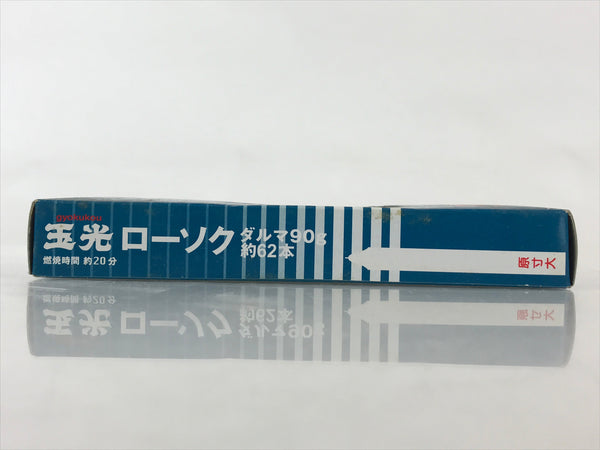 gyokukou
玉光 ローソク
ダルマ90g
約62本
燃焼時間 約20分
原寸大